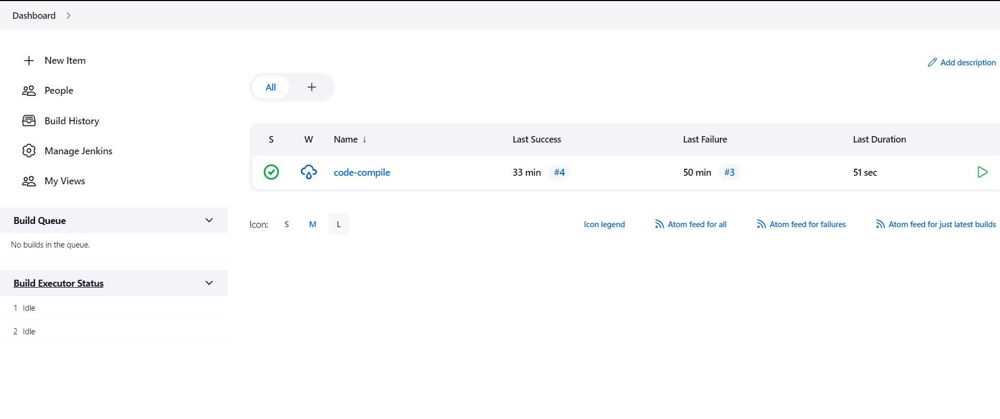 Dashboard
New Item
People
Build History
Manage Jenkins
My Views
Build Queue
No builds in the queue.
Build Executor Status
1 Idle
2 Idle
Add description
All
S W Name ↓ Last Success Last Failure Last Duration
code-compile 33 min #4 50 min #3 51 sec
Icon: S M L Icon legend Atom feed for all Atom feed for failures Atom feed for just latest builds